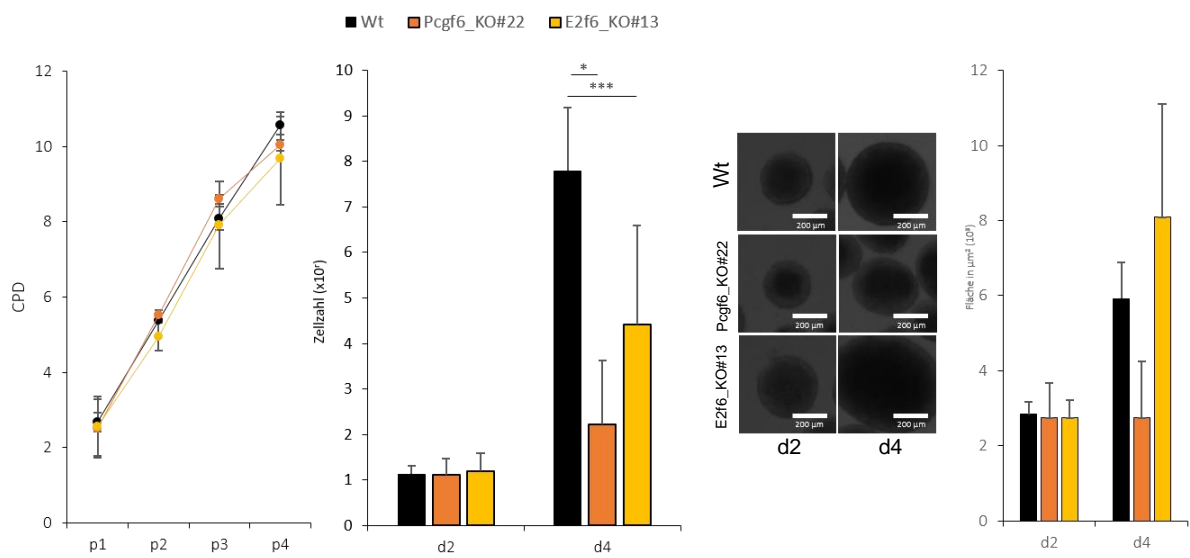 Wt Pcgf6_KO#22 E2f6_KO#13
12
10
8
6
4
2
0
CPD
p1 p2 p3 p4
10
9
8
7
6
5
4
3
2
1
0
Zellzahl (x10⁷)
*
***
d2 d4
Wt
Pcgf6_KO#22
E2f6_KO#13
200 µm 200 µm
200 µm 200 µm
200 µm 200 µm
d2 d4
12
10
8
6
4
2
0
Fläche in µm² (10⁸)
d2 d4